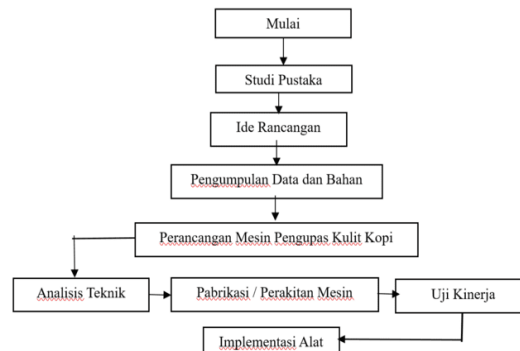 Mulai
Studi Pustaka
Ide Rancangan
Pengumpulan Data dan Bahan
Perancangan Mesin Pengupas Kulit Kopi
Analisis Teknik
Pabrikasi / Perakitan Mesin
Uji Kinerja
Implementasi Alat